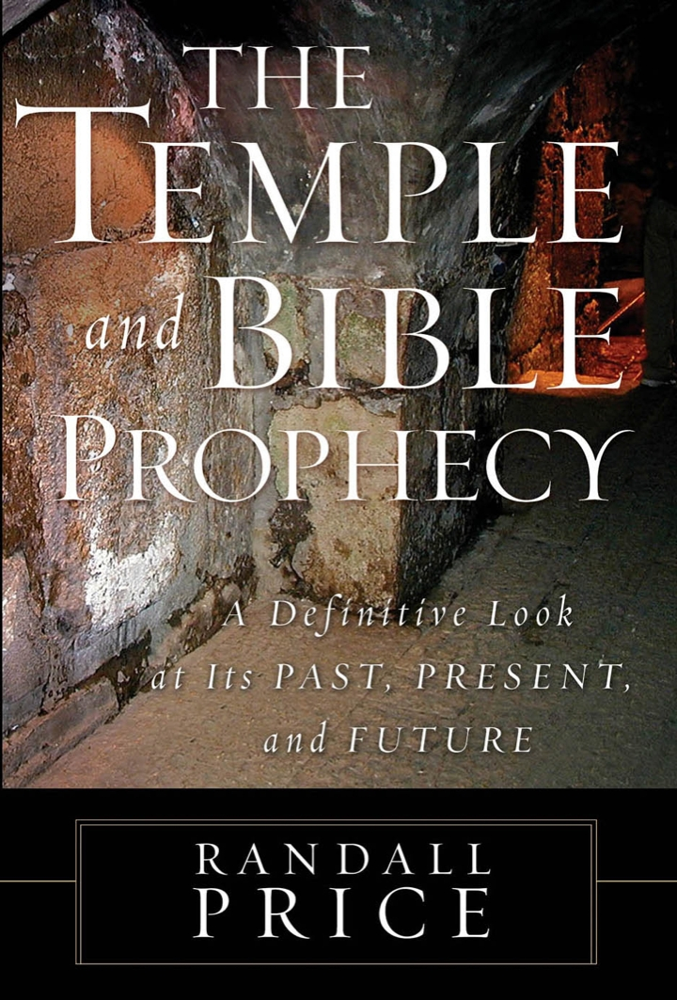 THE
TEMPLE
and BIBLE
PROPHECY
A Definitive Look
at Its PAST, PRESENT,
and FUTURE
RANDALL
PRICE